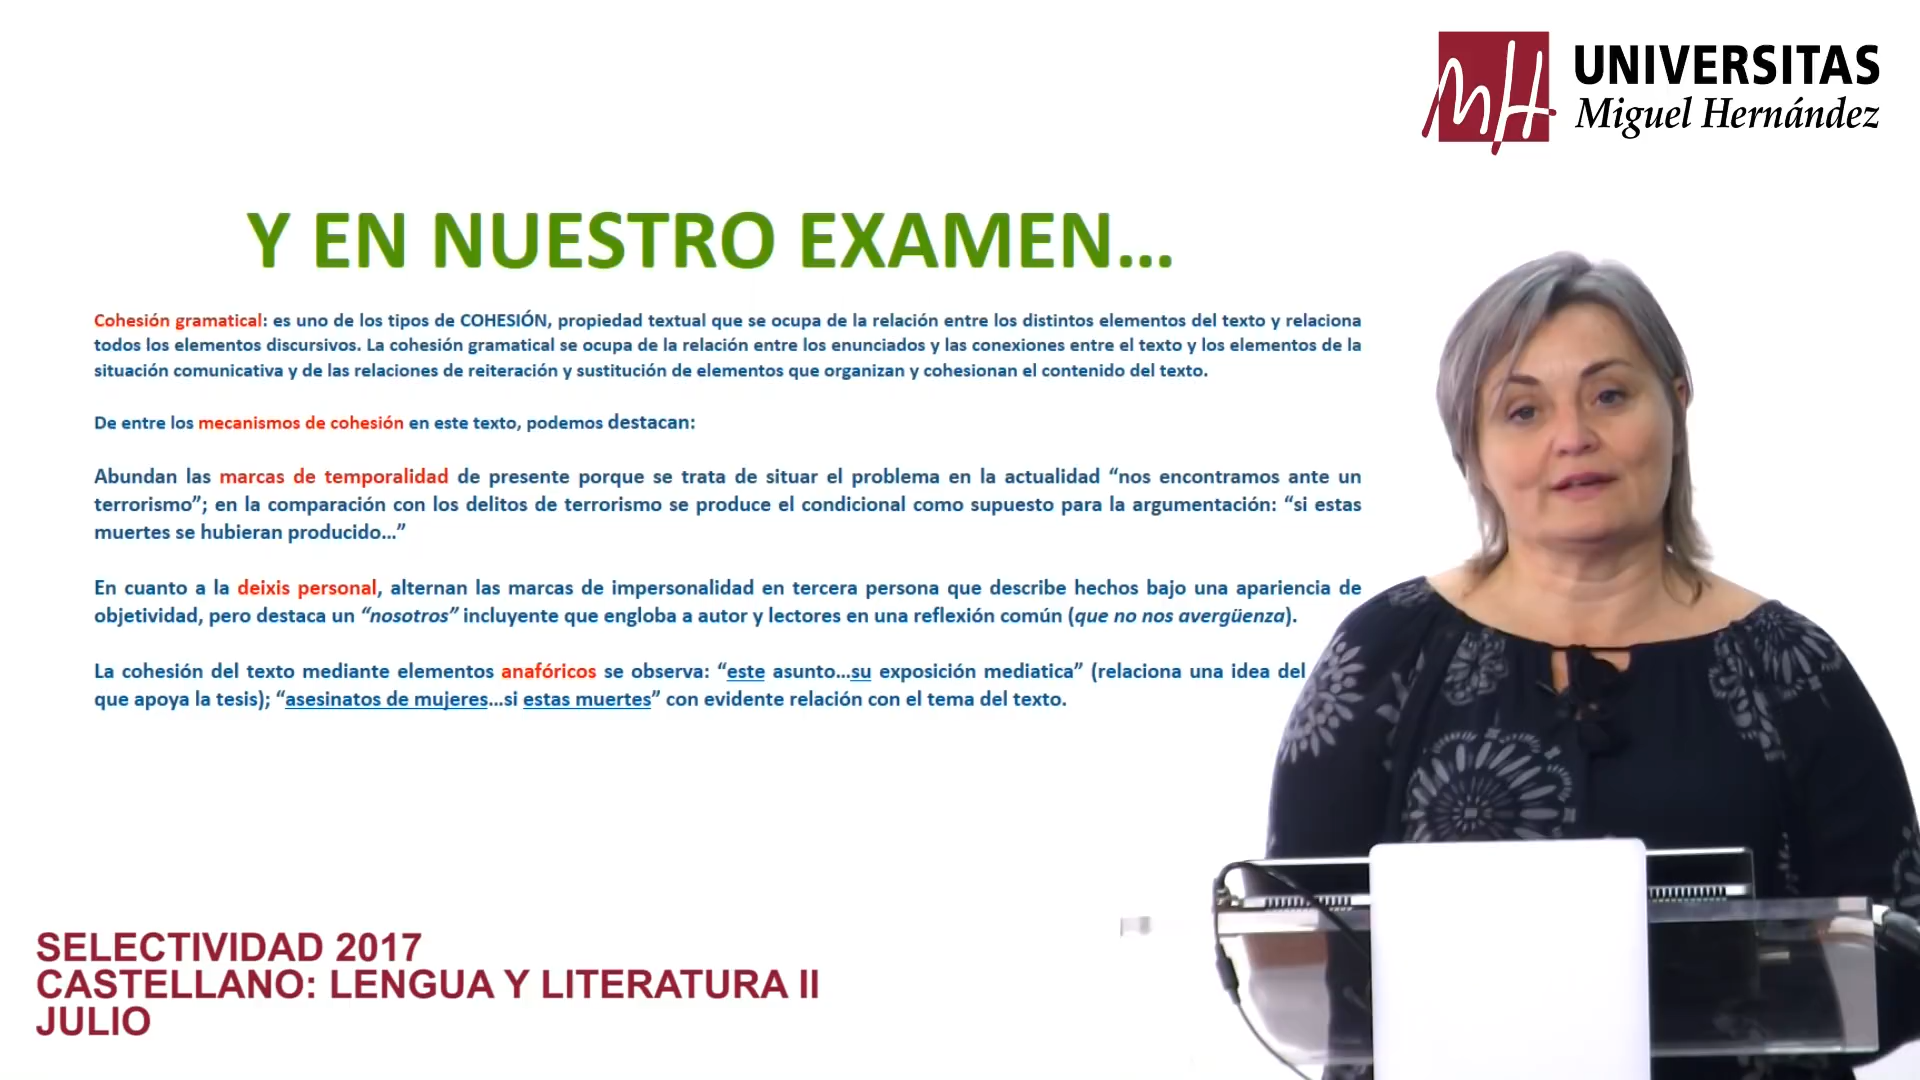 UNIVERSITAS
Miguel Hernández
Y EN NUESTRO EXAMEN...
Cohesión gramatical: es uno de los tipos de COHESIÓN, propiedad textual que se ocupa de la relación entre los distintos elementos del texto y relaciona
todos los elementos discursivos. La cohesión gramatical se ocupa de la relación entre los enunciados y las conexiones entre el texto y los elementos de la
situación comunicativa y de las relaciones de reiteración y sustitución de elementos que organizan y cohesionan el contenido del texto.
De entre los mecanismos de cohesión en este texto, podemos destacan:
Abundan las marcas de temporalidad de presente porque se trata de situar el problema en la actualidad “nos encontramos ante un
terrorismo”; en la comparación con los delitos de terrorismo se produce el condicional como supuesto para la argumentación: “si estas
muertes se hubieran producido...”
En cuanto a la deixis personal, alternan las marcas de impersonalidad en tercera persona que describe hechos bajo una apariencia de
objetividad, pero destaca un “nosotros” incluyente que engloba a autor y lectores en una reflexión común (que no nos avergüenza).
La cohesión del texto mediante elementos anafóricos se observa: “este asunto...su exposición mediatica” (relaciona una idea del
que apoya la tesis); “asesinatos de mujeres...si estas muertes” con evidente relación con el tema del texto.
SELECTIVIDAD 2017
CASTELLANO: LENGUA Y LITERATURA II
JULIO